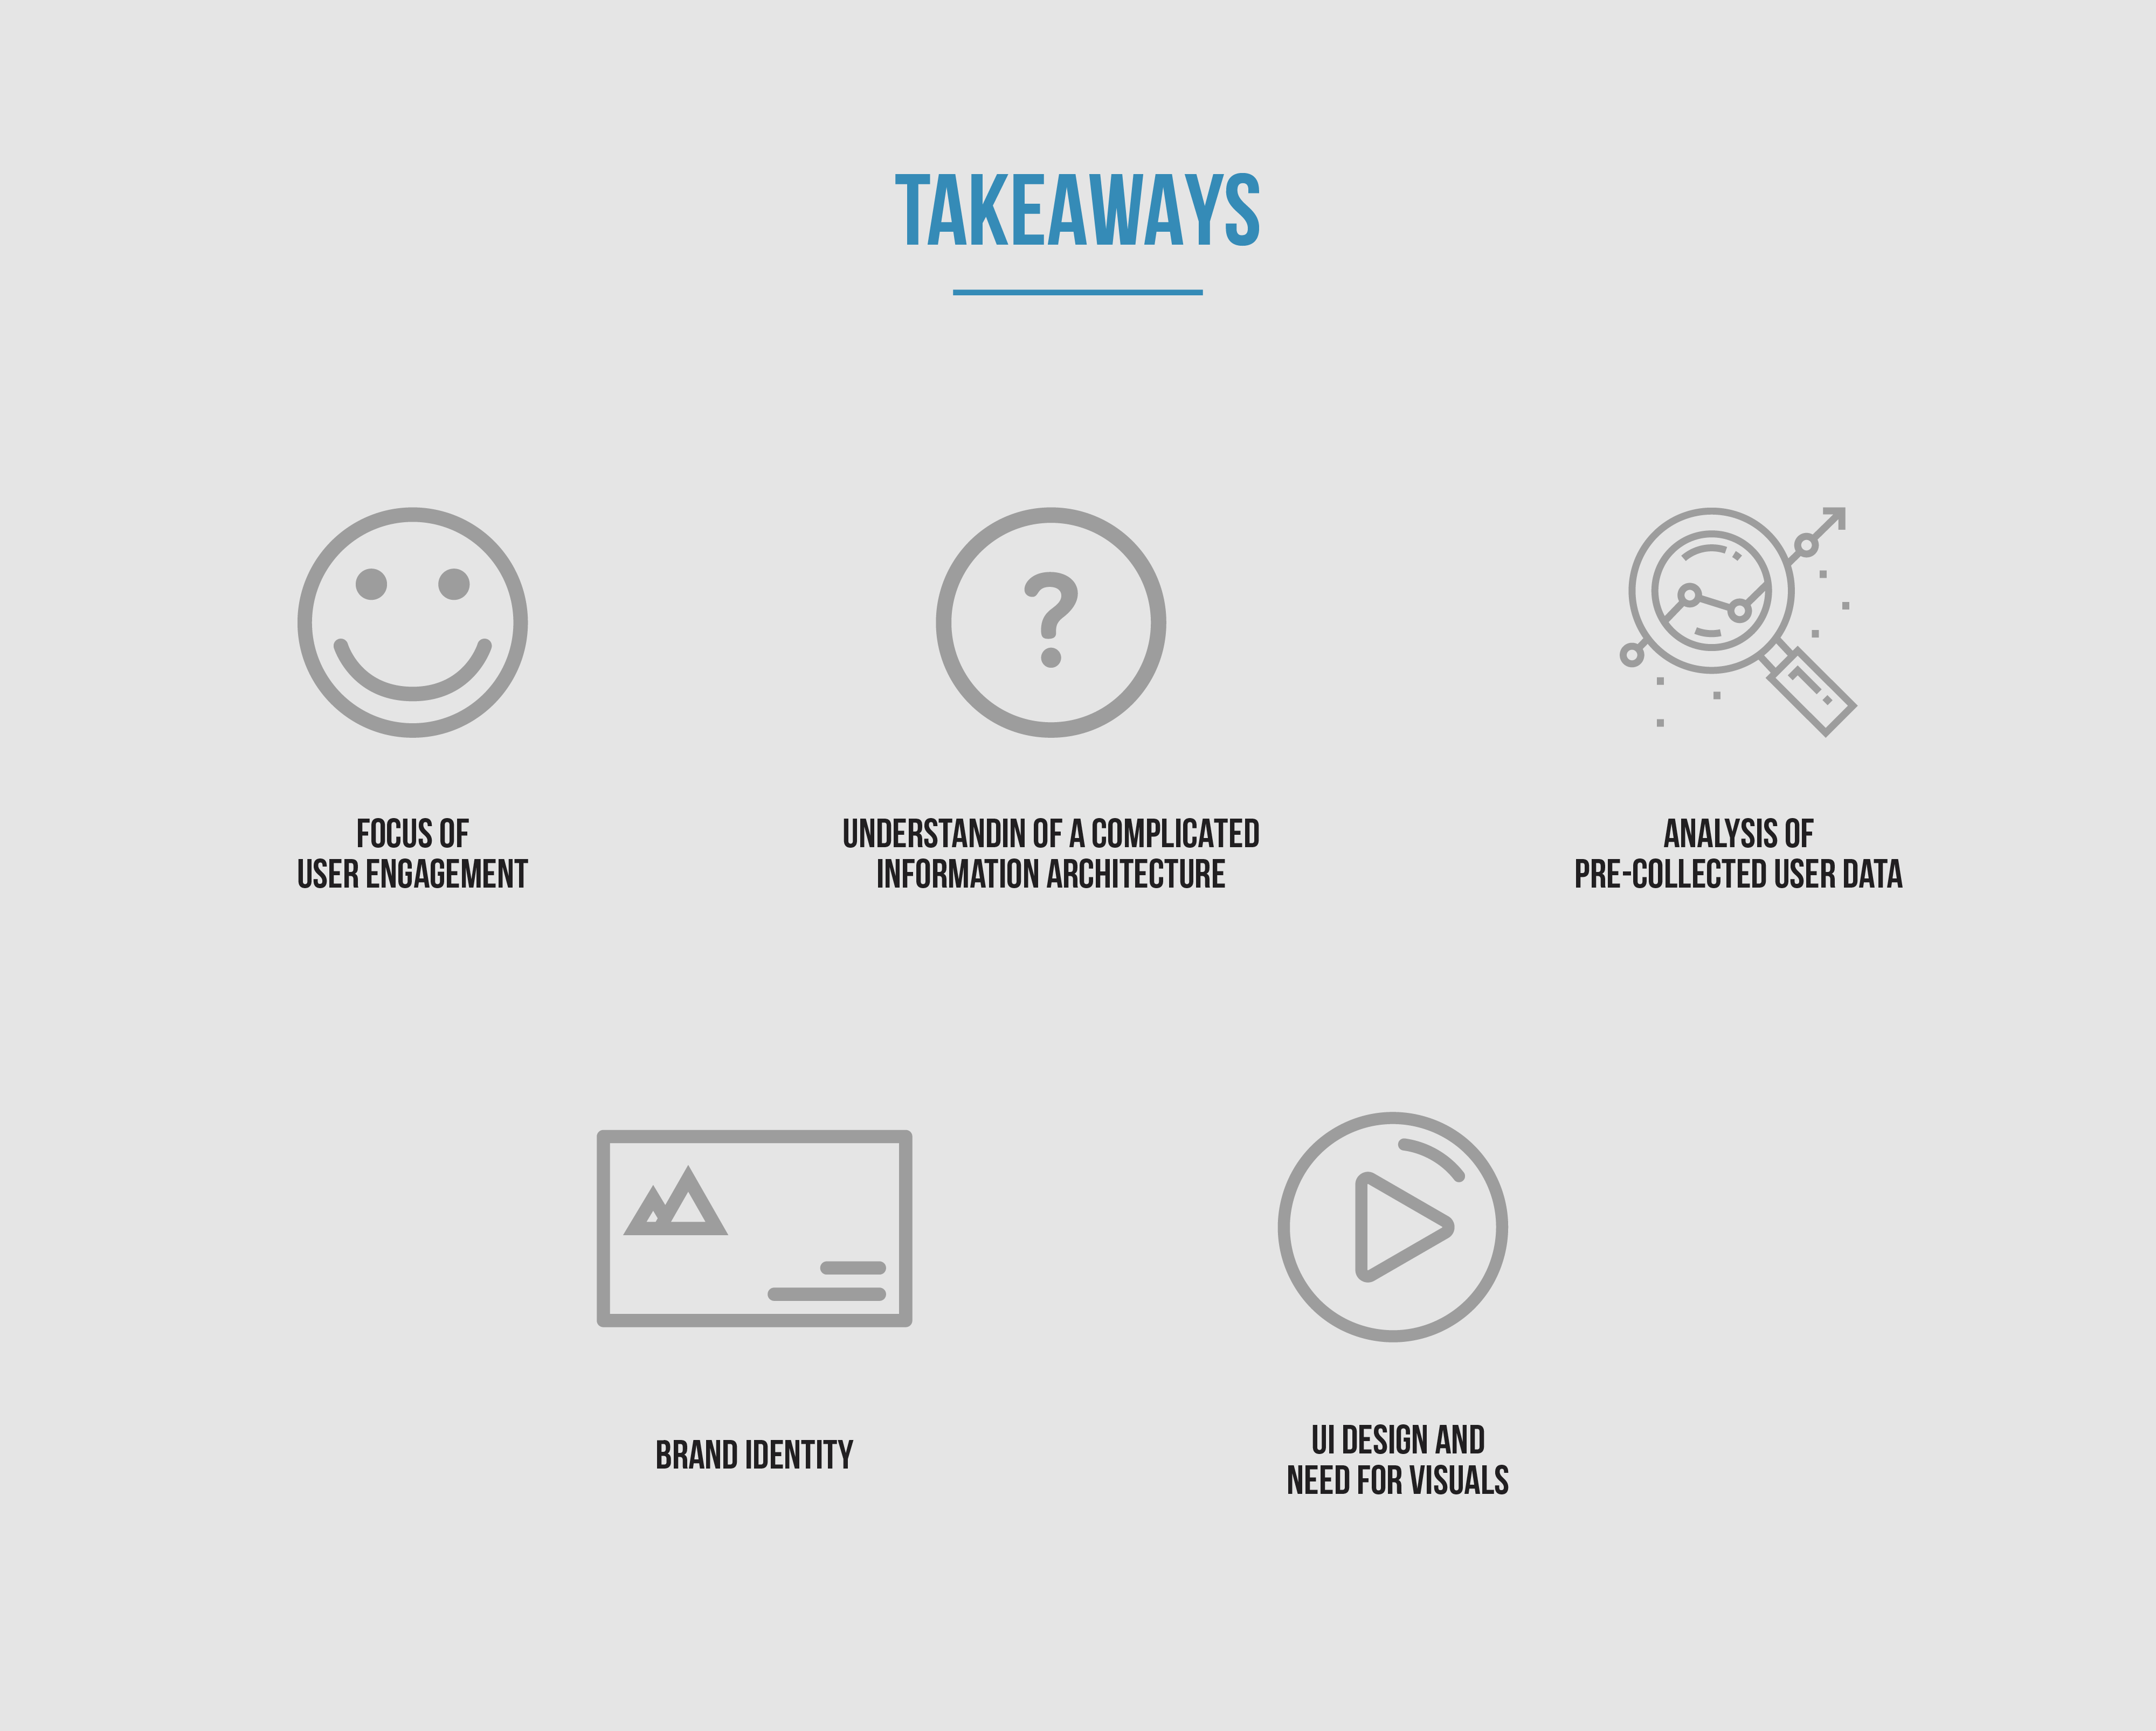 TAKEAWAYS
FOCUS OF
USER ENGAGEMENT
UNDERSTANDIN OF A COMPLICATED
INFORMATION ARCHITECTURE
ANALYSIS OF
PRE-COLLECTED USER DATA
BRAND IDENTITY
UI DESIGN AND
NEED FOR VISUALS